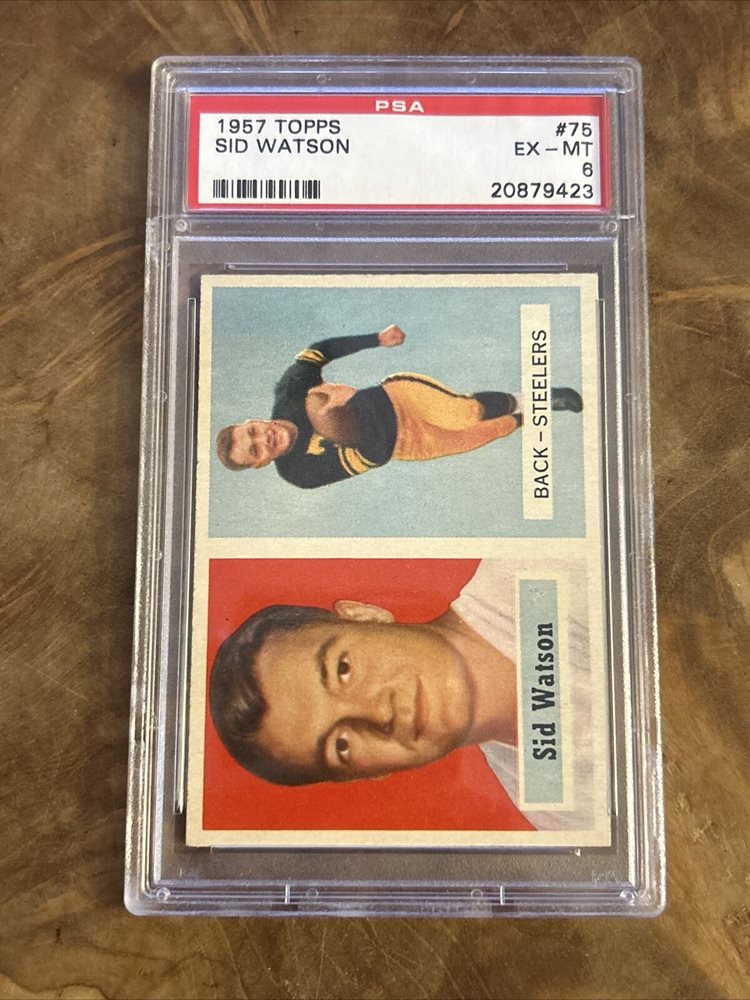 PSA
1957 TOPPS #75
SID WATSON EX - MT
6
20879423
BACK - STEELERS
Sid Watson